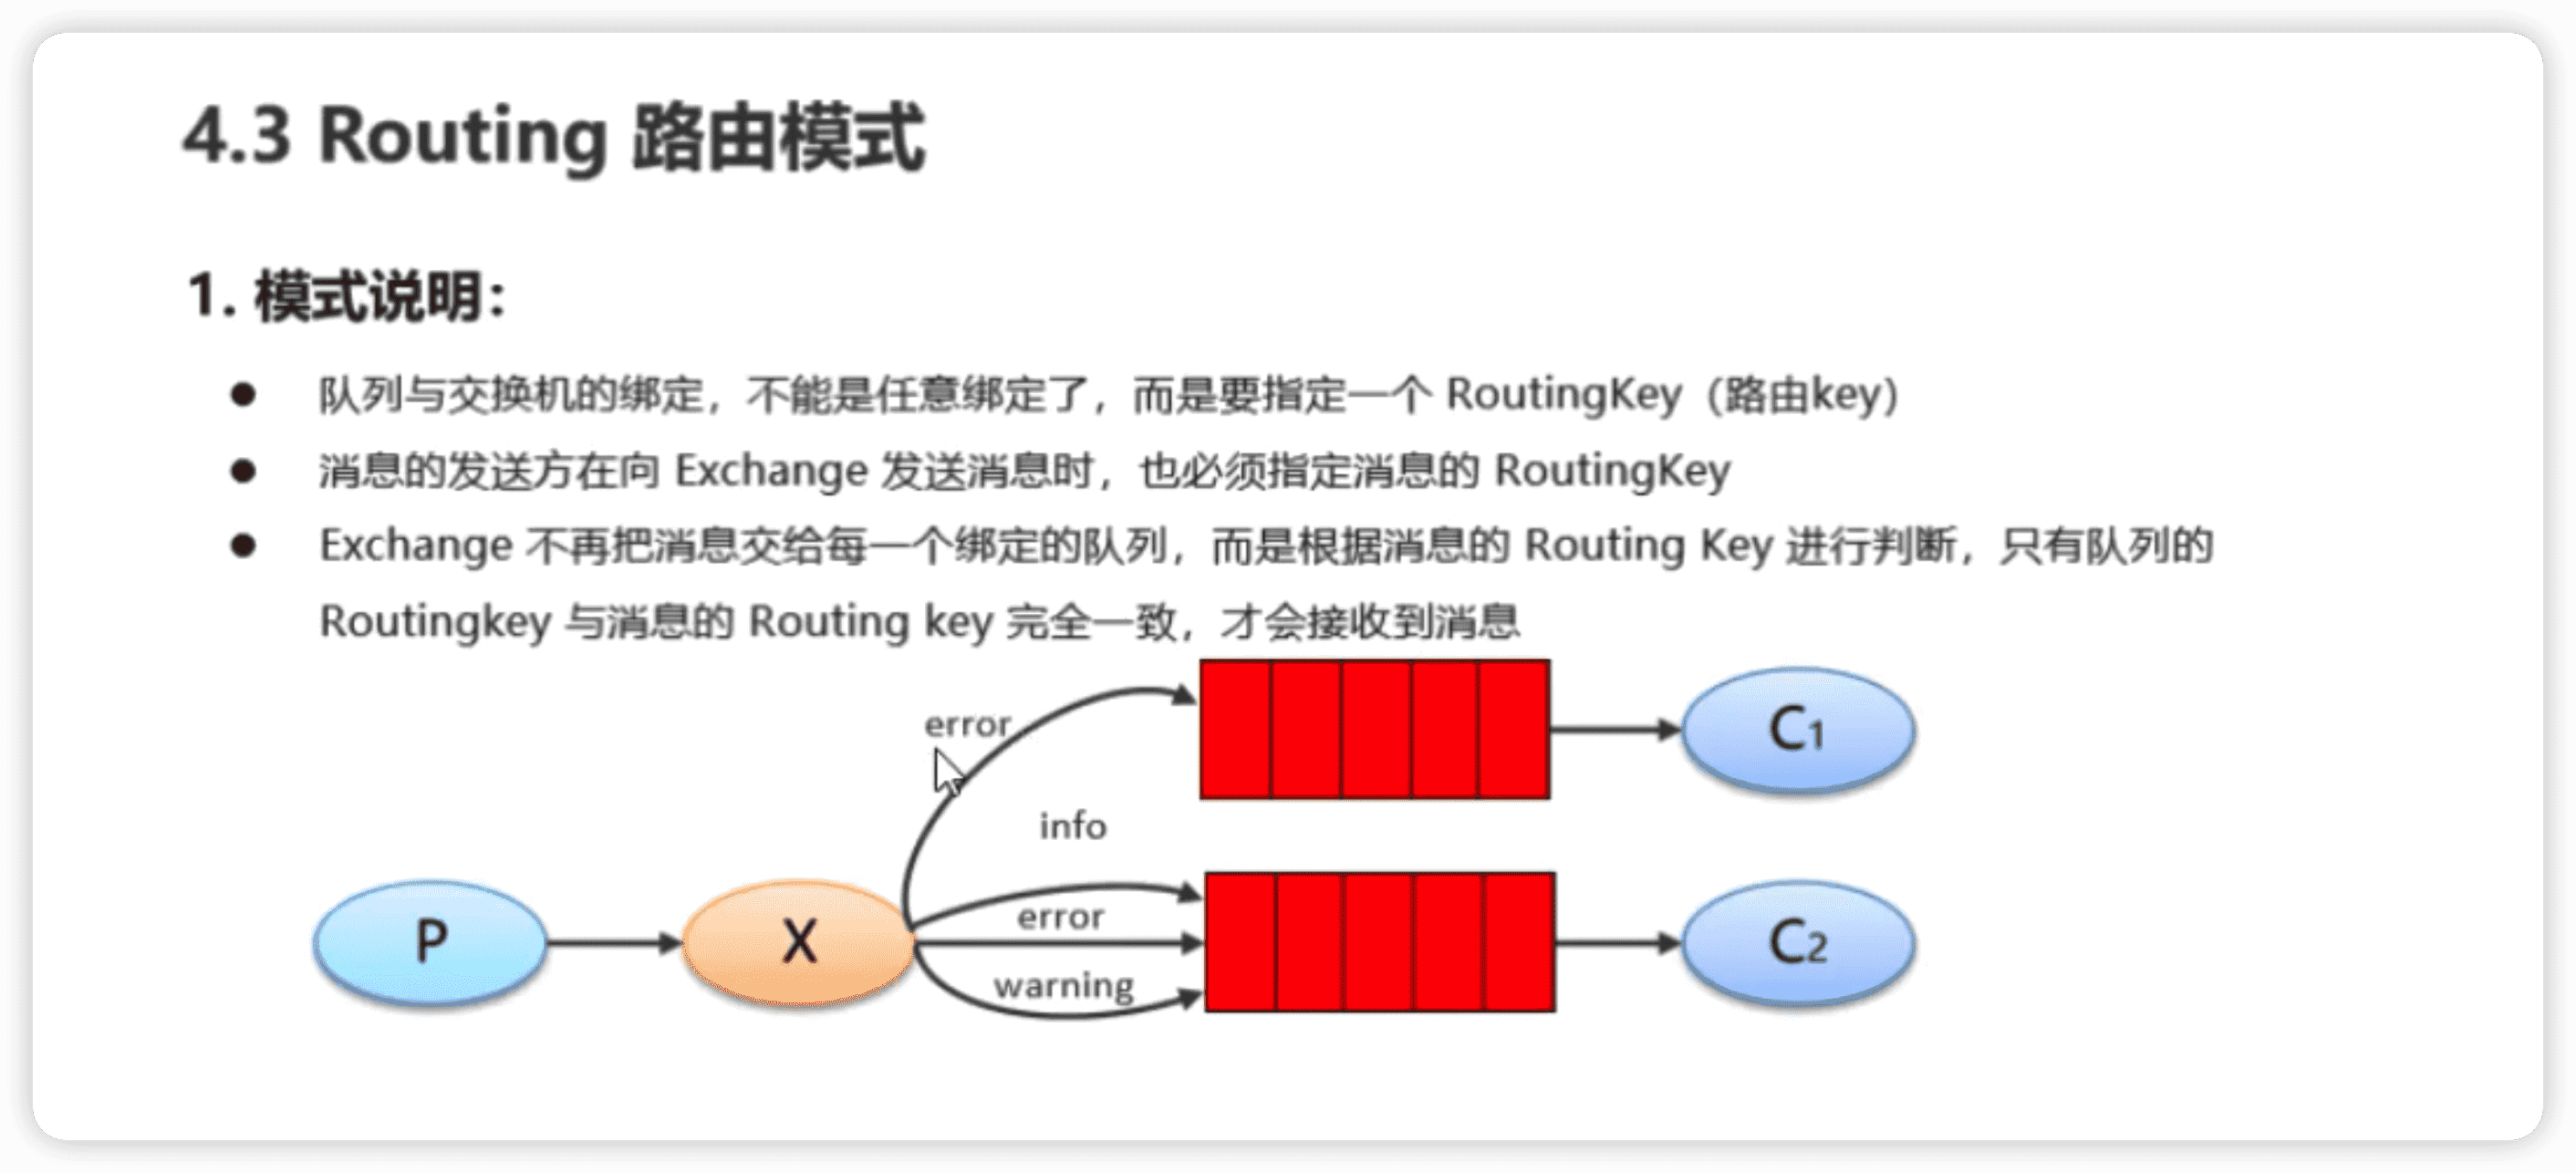 4.3 Routing 路由模式
1. 模式说明：
● 队列与交换机的绑定，不能是任意绑定了，而是要指定一个 RoutingKey（路由key）
● 消息的发送方在向 Exchange 发送消息时，也必须指定消息的 RoutingKey
● Exchange 不再把消息交给每一个绑定的队列，而是根据消息的 Routing Key 进行判断，只有队列的
Routingkey 与消息的 Routing key 完全一致，才会接收到消息
error
C1
info
P
X
error
warning
C2